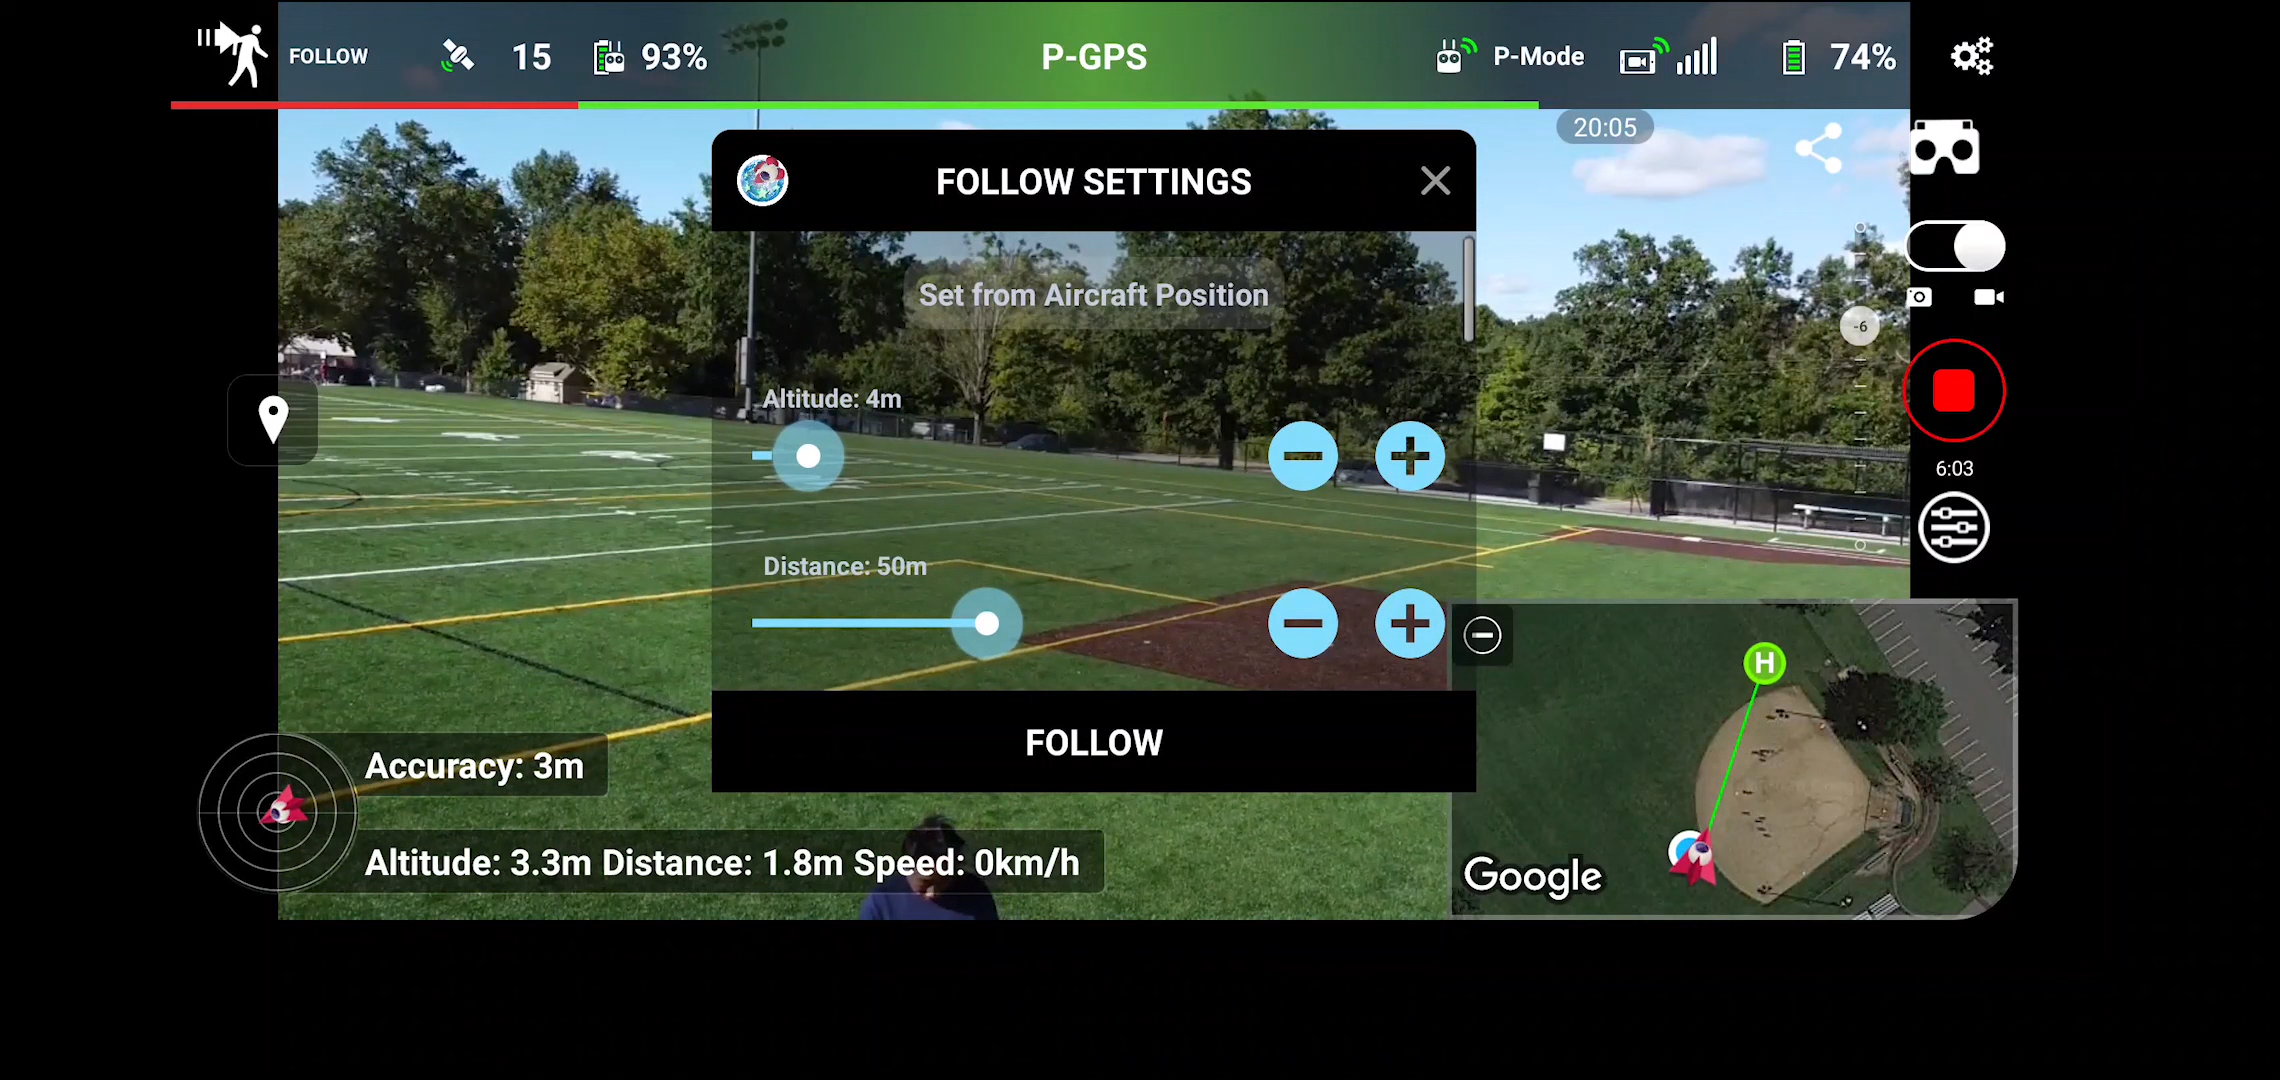 FOLLOW 15 93% P-GPS P-Mode 74%
20:05
FOLLOW SETTINGS
Set from Aircraft Position
-6
Altitude: 4m
6:03
Distance: 50m
H
FOLLOW
Accuracy: 3m
Altitude: 3.3m Distance: 1.8m Speed: 0km/h
Google